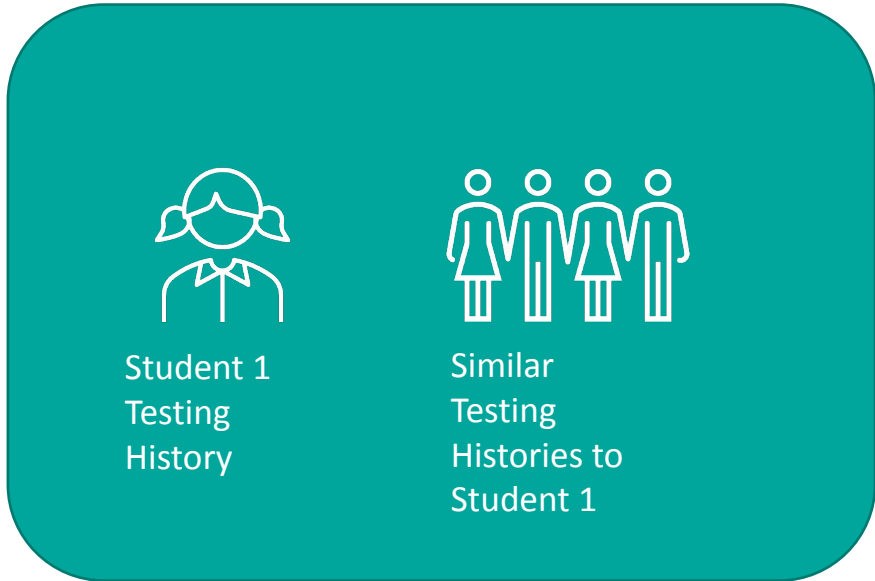 Student 1
Testing
History
Similar
Testing
Histories to
Student 1